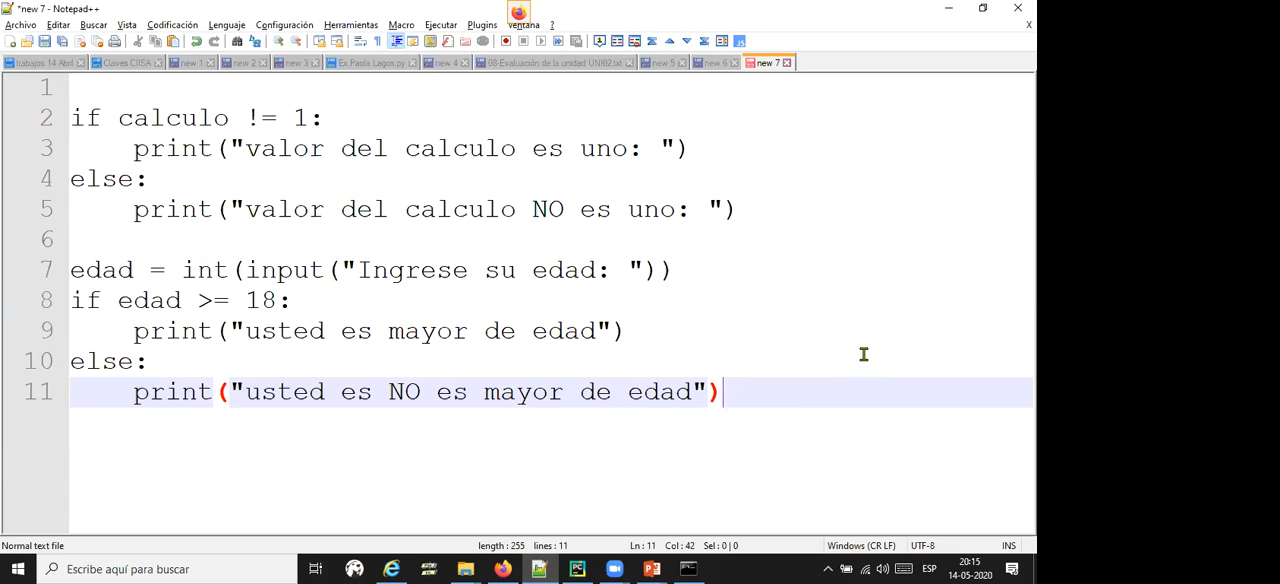 *new 7 - Notepad++
Archivo Editar Buscar Vista Codificación Lenguaje Configuración Herramientas Macro Ejecutar Plugins Ventana ? X
trabajos 14 Abril Claves CIISA new 1 new 2 new 3 Ex.Paola Lagos.py new 4 08-Evaluación de la unidad UNI02.txt new 5 new 6 new 7
1
2 if calculo != 1:
3 print("valor del calculo es uno: ")
4 else:
5 print("valor del calculo NO es uno: ")
6
7 edad = int(input("Ingrese su edad: "))
8 if edad >= 18:
9 print("usted es mayor de edad")
10 else:
11 print("usted es NO es mayor de edad")
Normal text file length : 255 lines : 11 Ln : 11 Col : 42 Sel : 0 | 0 Windows (CR LF) UTF-8 INS
Escribe aquí para buscar ESP 20:15
14-05-2020